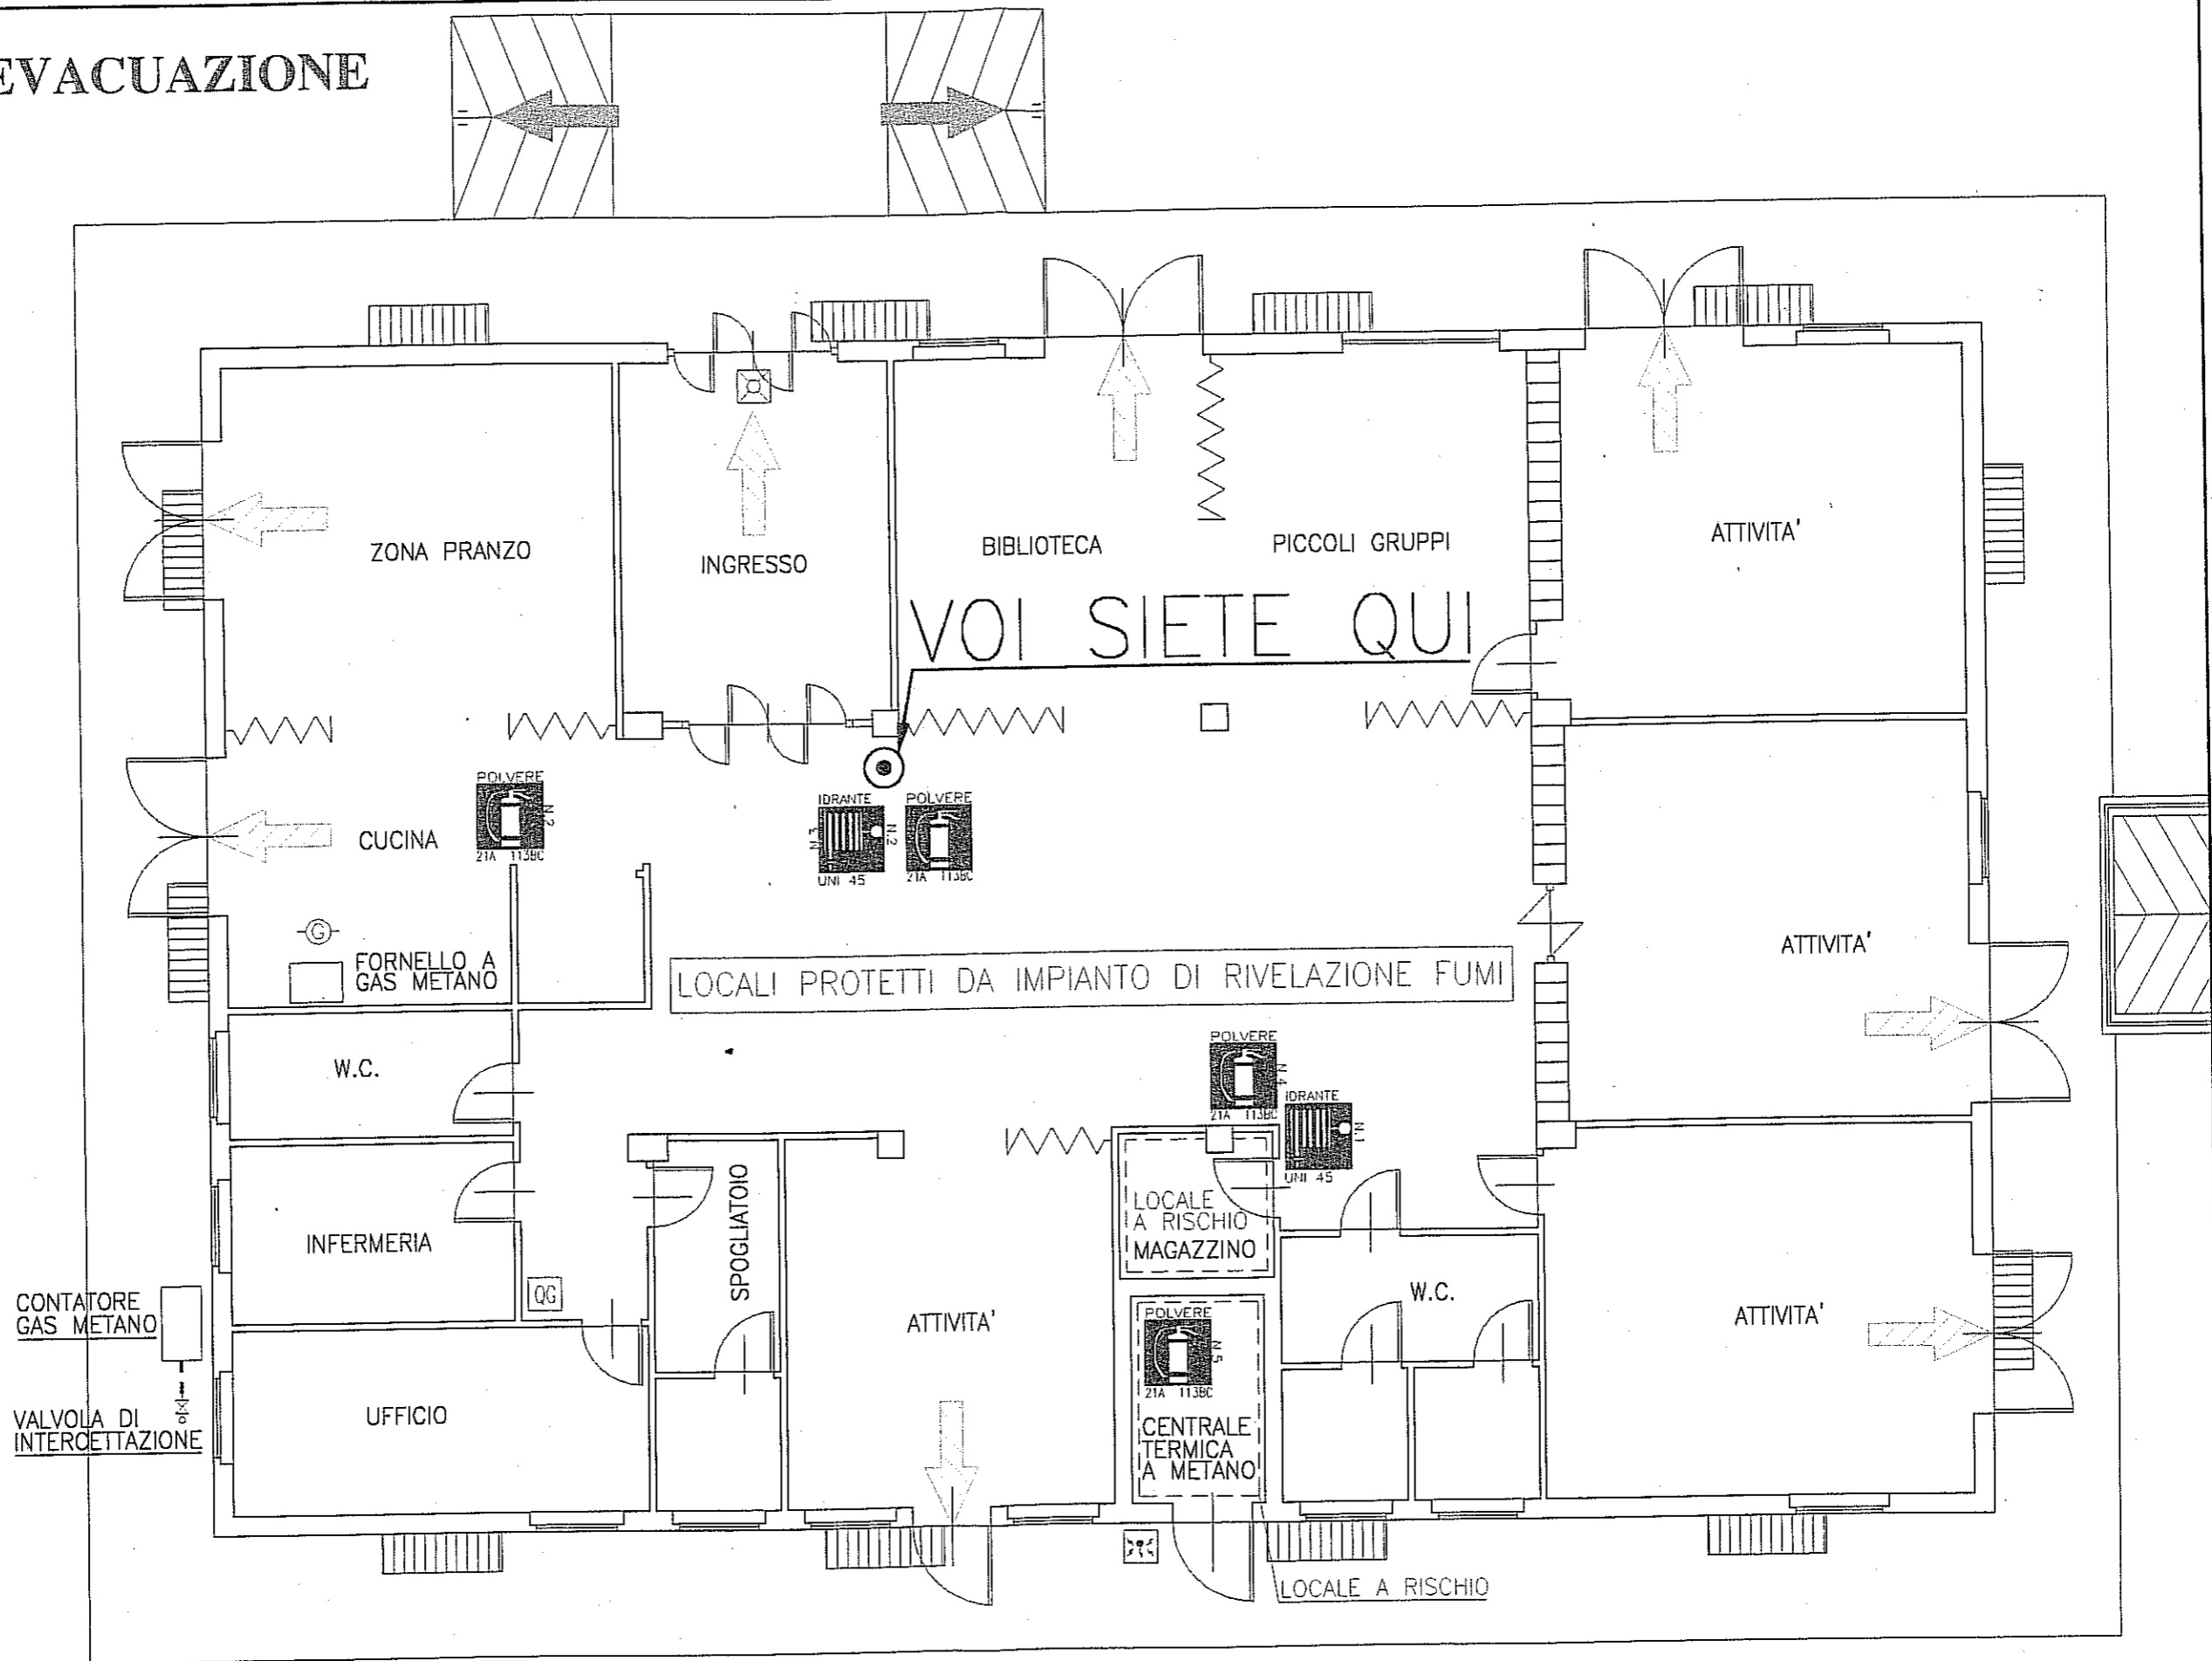 EVACUAZIONE
ZONA PRANZO
INGRESSO
BIBLIOTECA
PICCOLI GRUPPI
ATTIVITA'
VOI SIETE QUI
POLVERE
N.2
21A 113BC
IDRANTE
N.2
UNI 45
POLVERE
21A 113BC
CUCINA
G
FORNELLO A
GAS METANO
LOCALI PROTETTI DA IMPIANTO DI RIVELAZIONE FUMI
ATTIVITA'
W.C.
POLVERE
N.4
21A 113BC
IDRANTE
N.1
UNI 45
INFERMERIA
SPOGLIATOIO
LOCALE
A RISCHIO
MAGAZZINO
QG
CONTATORE
GAS METANO
ATTIVITA'
W.C.
ATTIVITA'
POLVERE
N.5
21A 113BC
UFFICIO
VALVOLA DI
INTERCETTAZIONE
CENTRALE
TERMICA
A METANO
LOCALE A RISCHIO